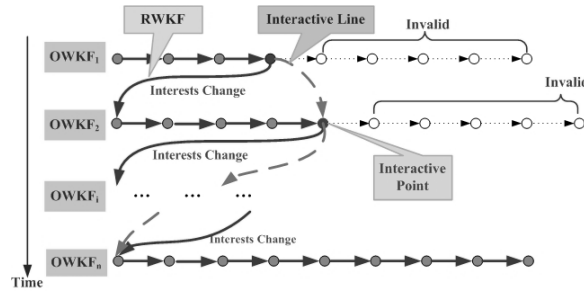 RWKF
Interactive Line
Invalid
OWKF1
Interests Change
Invalid
OWKF2
Interests Change
Interactive
Point
OWKFi
... ... ...
Interests Change
OWKFn
Time